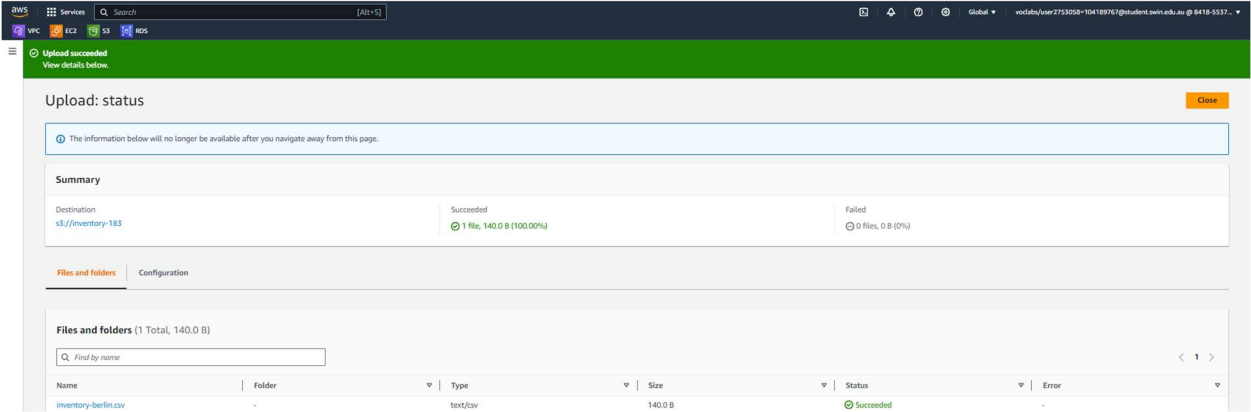 aws Services Search [Alt+S] Global voclabs/user2753058=104189767@student.swin.edu.au @ 8418-5537...
VPC EC2 S3 RDS
Upload succeeded
View details below.
Upload: status Close
The information below will no longer be available after you navigate away from this page.
Summary
Destination Succeeded Failed
s3://inventory-183 1 file, 140.0 B (100.00%) 0 files, 0 B (0%)
Files and folders Configuration
Files and folders (1 Total, 140.0 B)
Find by name 1
Name Folder Type Size Status Error
inventory-berlin.csv - text/csv 140.0 B Succeeded -